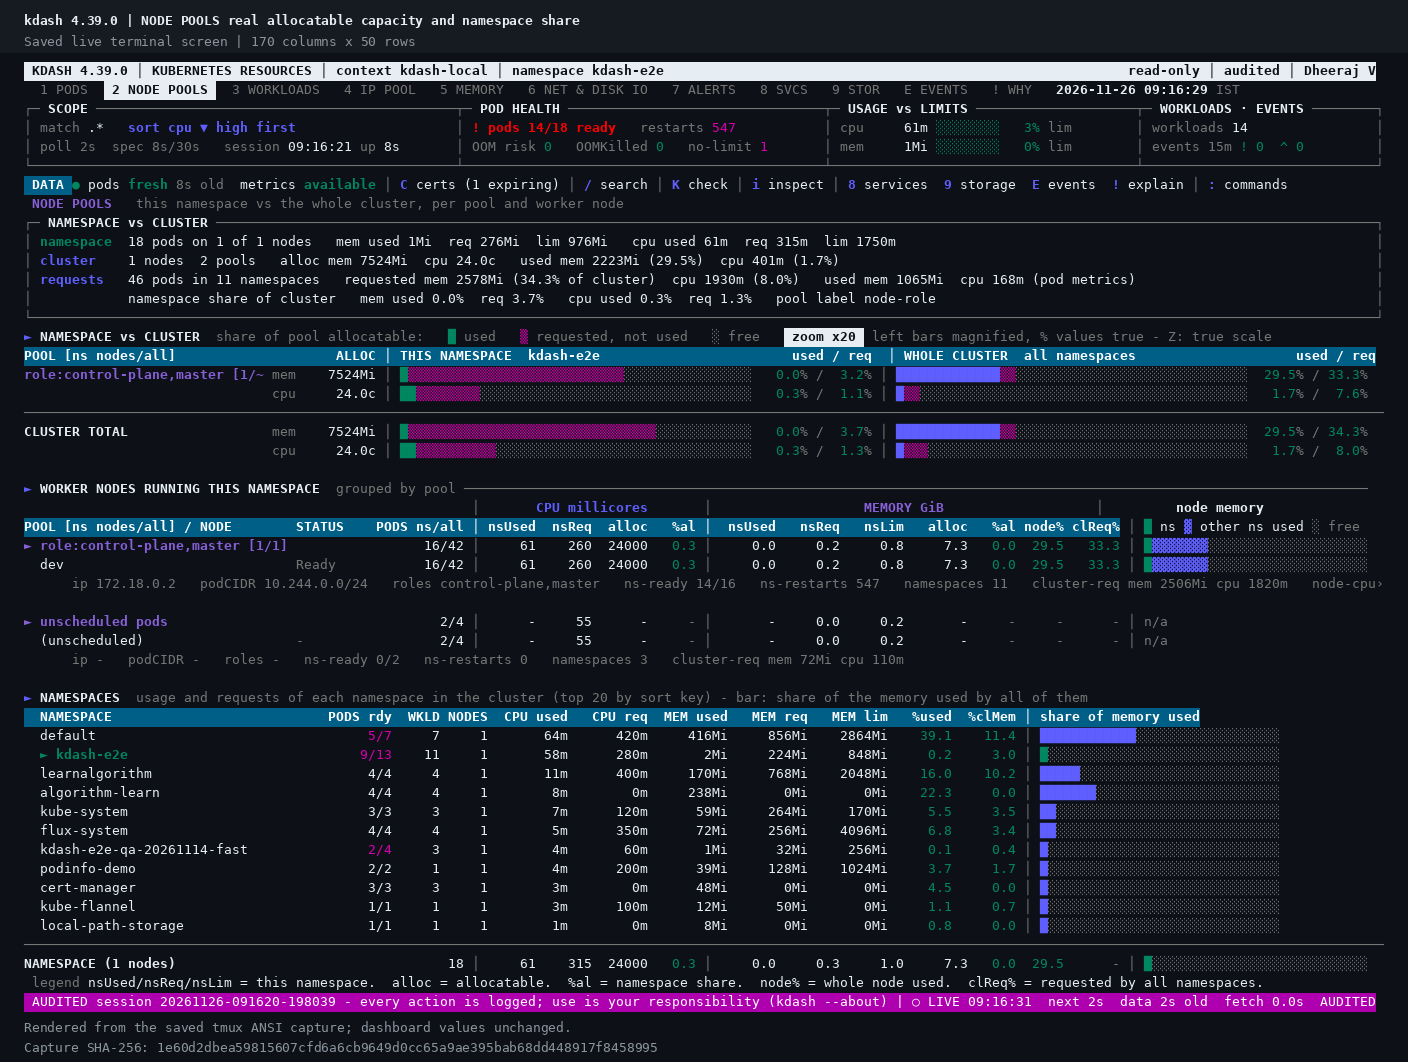 kdash 4.39.0 | NODE POOLS real allocatable capacity and namespace share
Saved live terminal screen | 170 columns x 50 rows
KDASH 4.39.0 │ KUBERNETES RESOURCES │ context kdash-local │ namespace kdash-e2e read-only │ audited │ Dheeraj V
1 PODS 2 NODE POOLS 3 WORKLOADS 4 IP POOL 5 MEMORY 6 NET & DISK IO 7 ALERTS 8 SVCS 9 STOR E EVENTS ! WHY 2026-11-26 09:16:29 IST
SCOPE POD HEALTH USAGE vs LIMITS WORKLOADS · EVENTS
match .* sort cpu ▼ high first │ ! pods 14/18 ready restarts 547 │ cpu 61m 3% lim │ workloads 14
poll 2s spec 8s/30s session 09:16:21 up 8s │ OOM risk 0 OOMKilled 0 no-limit 1 │ mem 1Mi 0% lim │ events 15m ! 0 ^ 0
DATA ● pods fresh 8s old metrics available │ C certs (1 expiring) │ / search │ K check │ i inspect │ 8 services 9 storage E events ! explain │ : commands
NODE POOLS this namespace vs the whole cluster, per pool and worker node
NAMESPACE vs CLUSTER
namespace 18 pods on 1 of 1 nodes mem used 1Mi req 276Mi lim 976Mi cpu used 61m req 315m lim 1750m
cluster 1 nodes 2 pools alloc mem 7524Mi cpu 24.0c used mem 2223Mi (29.5%) cpu 401m (1.7%)
requests 46 pods in 11 namespaces requested mem 2578Mi (34.3% of cluster) cpu 1930m (8.0%) used mem 1065Mi cpu 168m (pod metrics)
namespace share of cluster mem used 0.0% req 3.7% cpu used 0.3% req 1.3% pool label node-role
► NAMESPACE vs CLUSTER share of pool allocatable: █ used ▒ requested, not used ░ free zoom x20 left bars magnified, % values true - Z: true scale
POOL [ns nodes/all] ALLOC │ THIS NAMESPACE kdash-e2e used / req │ WHOLE CLUSTER all namespaces used / req
role:control-plane,master [1/~ mem 7524Mi │ 0.0% / 3.2% │ 29.5% / 33.3%
cpu 24.0c │ 0.3% / 1.1% │ 1.7% / 7.6%
CLUSTER TOTAL mem 7524Mi │ 0.0% / 3.7% │ 29.5% / 34.3%
cpu 24.0c │ 0.3% / 1.3% │ 1.7% / 8.0%
► WORKER NODES RUNNING THIS NAMESPACE grouped by pool
│ CPU millicores │ MEMORY GiB │ node memory
POOL [ns nodes/all] / NODE STATUS PODS ns/all │ nsUsed nsReq alloc %al │ nsUsed nsReq nsLim alloc %al node% clReq% │ █ ns ▓ other ns used ░ free
► role:control-plane,master [1/1] 16/42 │ 61 260 24000 0.3 │ 0.0 0.2 0.8 7.3 0.0 29.5 33.3 │
dev Ready 16/42 │ 61 260 24000 0.3 │ 0.0 0.2 0.8 7.3 0.0 29.5 33.3 │
ip 172.18.0.2 podCIDR 10.244.0.0/24 roles control-plane,master ns-ready 14/16 ns-restarts 547 namespaces 11 cluster-req mem 2506Mi cpu 1820m node-cpu›
► unscheduled pods 2/4 │ - 55 - - │ - 0.0 0.2 - - - - │ n/a
(unscheduled) - 2/4 │ - 55 - - │ - 0.0 0.2 - - - - │ n/a
ip - podCIDR - roles - ns-ready 0/2 ns-restarts 0 namespaces 3 cluster-req mem 72Mi cpu 110m
► NAMESPACES usage and requests of each namespace in the cluster (top 20 by sort key) - bar: share of the memory used by all of them
NAMESPACE PODS rdy WKLD NODES CPU used CPU req MEM used MEM req MEM lim %used %clMem │ share of memory used
default 5/7 7 1 64m 420m 416Mi 856Mi 2864Mi 39.1 11.4 │
► kdash-e2e 9/13 11 1 58m 280m 2Mi 224Mi 848Mi 0.2 3.0 │
learnalgorithm 4/4 4 1 11m 400m 170Mi 768Mi 2048Mi 16.0 10.2 │
algorithm-learn 4/4 4 1 8m 0m 238Mi 0Mi 0Mi 22.3 0.0 │
kube-system 3/3 3 1 7m 120m 59Mi 264Mi 170Mi 5.5 3.5 │
flux-system 4/4 4 1 5m 350m 72Mi 256Mi 4096Mi 6.8 3.4 │
kdash-e2e-qa-20261114-fast 2/4 3 1 4m 60m 1Mi 32Mi 256Mi 0.1 0.4 │
podinfo-demo 2/2 1 1 4m 200m 39Mi 128Mi 1024Mi 3.7 1.7 │
cert-manager 3/3 3 1 3m 0m 48Mi 0Mi 0Mi 4.5 0.0 │
kube-flannel 1/1 1 1 3m 100m 12Mi 50Mi 0Mi 1.1 0.7 │
local-path-storage 1/1 1 1 1m 0m 8Mi 0Mi 0Mi 0.8 0.0 │
NAMESPACE (1 nodes) 18 │ 61 315 24000 0.3 │ 0.0 0.3 1.0 7.3 0.0 29.5 - │
legend nsUsed/nsReq/nsLim = this namespace. alloc = allocatable. %al = namespace share. node% = whole node used. clReq% = requested by all namespaces.
AUDITED session 20261126-091620-198039 - every action is logged; use is your responsibility (kdash --about) | ○ LIVE 09:16:31 next 2s data 2s old fetch 0.0s AUDITED
Rendered from the saved tmux ANSI capture; dashboard values unchanged.
Capture SHA-256: 1e60d2dbea59815607cfd6a6cb9649d0cc65a9ae395bab68dd448917f8458995